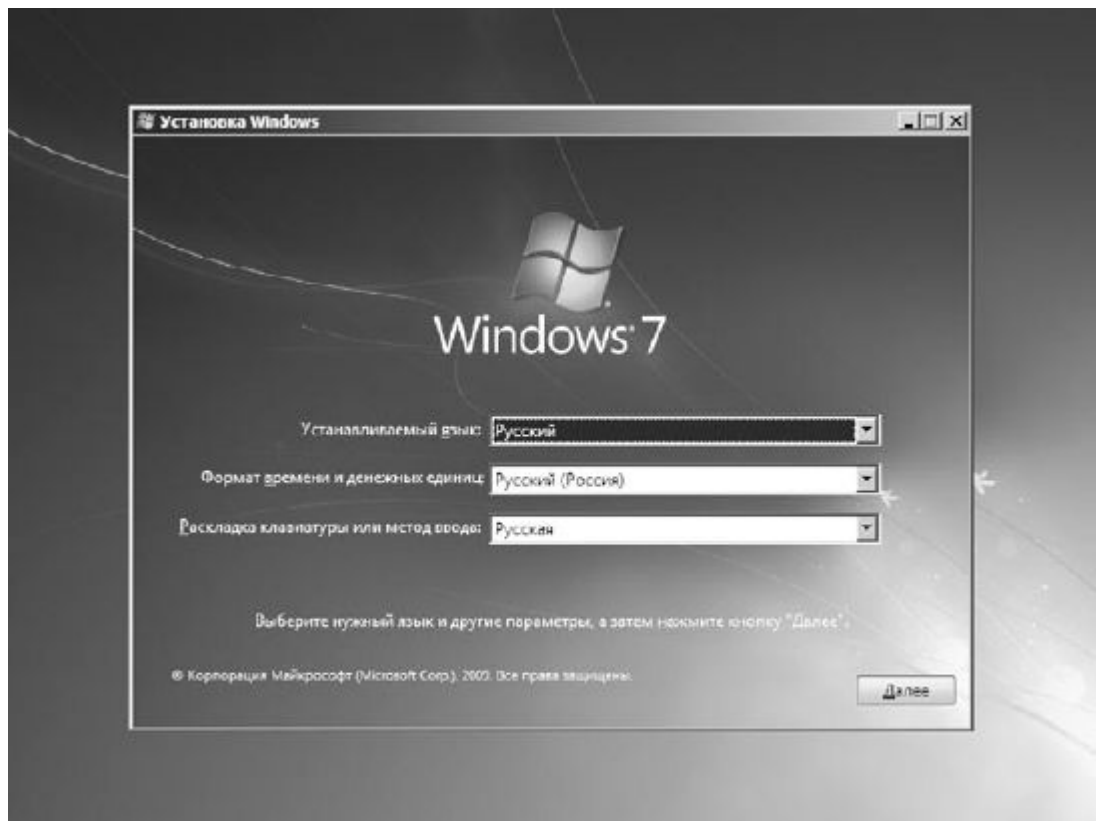 Установка Windows
Windows 7
Устанавливаемый язык: Русский
Формат времени и денежных единиц: Русский (Россия)
Раскладка клавиатуры или метод ввода: Русская
Выберите нужный язык и другие параметры, а затем нажмите кнопку "Далее".
© Корпорация Майкрософт (Microsoft Corp.), 2009. Все права защищены.
Далее